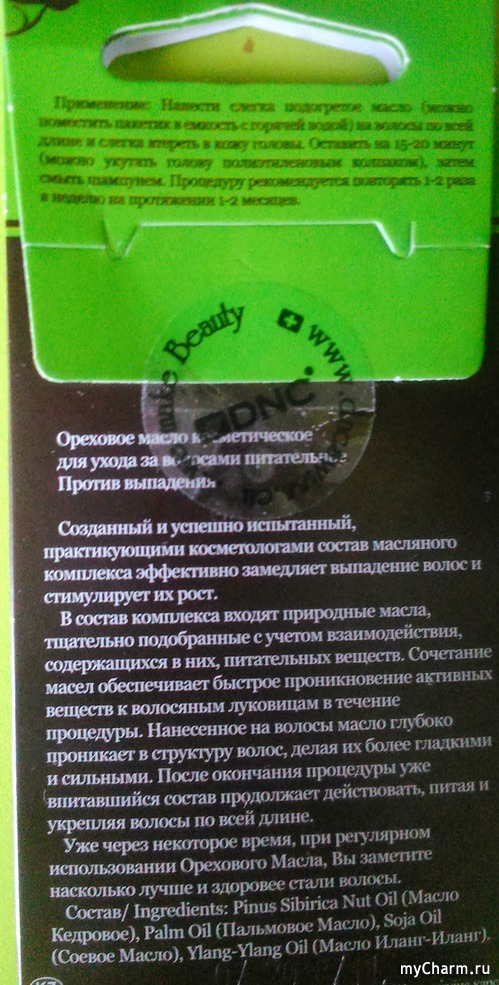 Применение: Нанести слегка подогретое масло (можно
поместить пакетик в емкость с горячей водой) на волосы по всей
длине и слегка втереть в кожу головы. Оставить на 15-20 минут
(можно укутать голову полиэтиленовым колпаком), затем
смыть шампунем. Процедуру рекомендуется повторять 1-2 раза
в неделю на протяжении 1-2 месяцев.
make Beauty
www.
DNC
Ореховое масло косметическое
для ухода за волосами питательное
Против выпадения
Созданный и успешно испытанный,
практикующими косметологами состав масляного
комплекса эффективно замедляет выпадение волос и
стимулирует их рост.
В состав комплекса входят природные масла,
тщательно подобранные с учетом взаимодействия,
содержащихся в них, питательных веществ. Сочетание
масел обеспечивает быстрое проникновение активных
веществ к волосяным луковицам в течение
процедуры. Нанесенное на волосы масло глубоко
проникает в структуру волос, делая их более гладкими
и сильными. После окончания процедуры уже
впитавшийся состав продолжает действовать, питая и
укрепляя волосы по всей длине.
Уже через некоторое время, при регулярном
использовании Орехового Масла, Вы заметите
насколько лучше и здоровее стали волосы.
Состав/ Ingredients: Pinus Sibirica Nut Oil (Масло
Кедровое), Palm Oil (Пальмовое Масло), Soja Oil
(Соевое Масло), Ylang-Ylang Oil (Масло Иланг-Иланг).
myCharm.ru